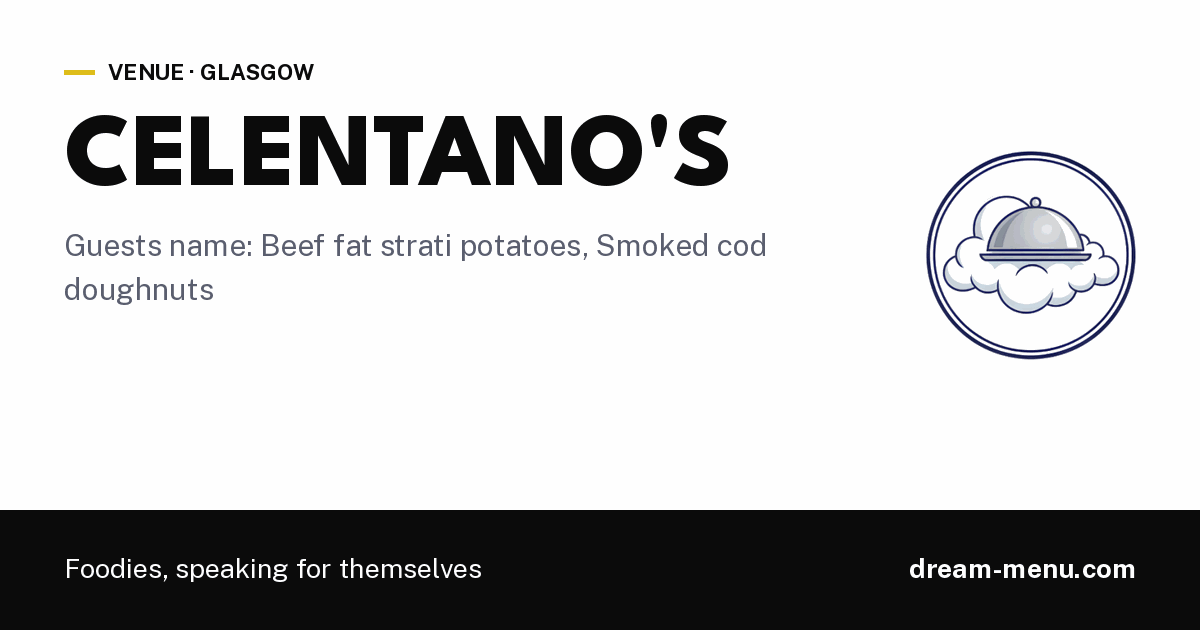 VENUE · GLASGOW
CELENTANO'S
Guests name: Beef fat strati potatoes, Smoked cod
doughnuts
Foodies, speaking for themselves
dream-menu.com